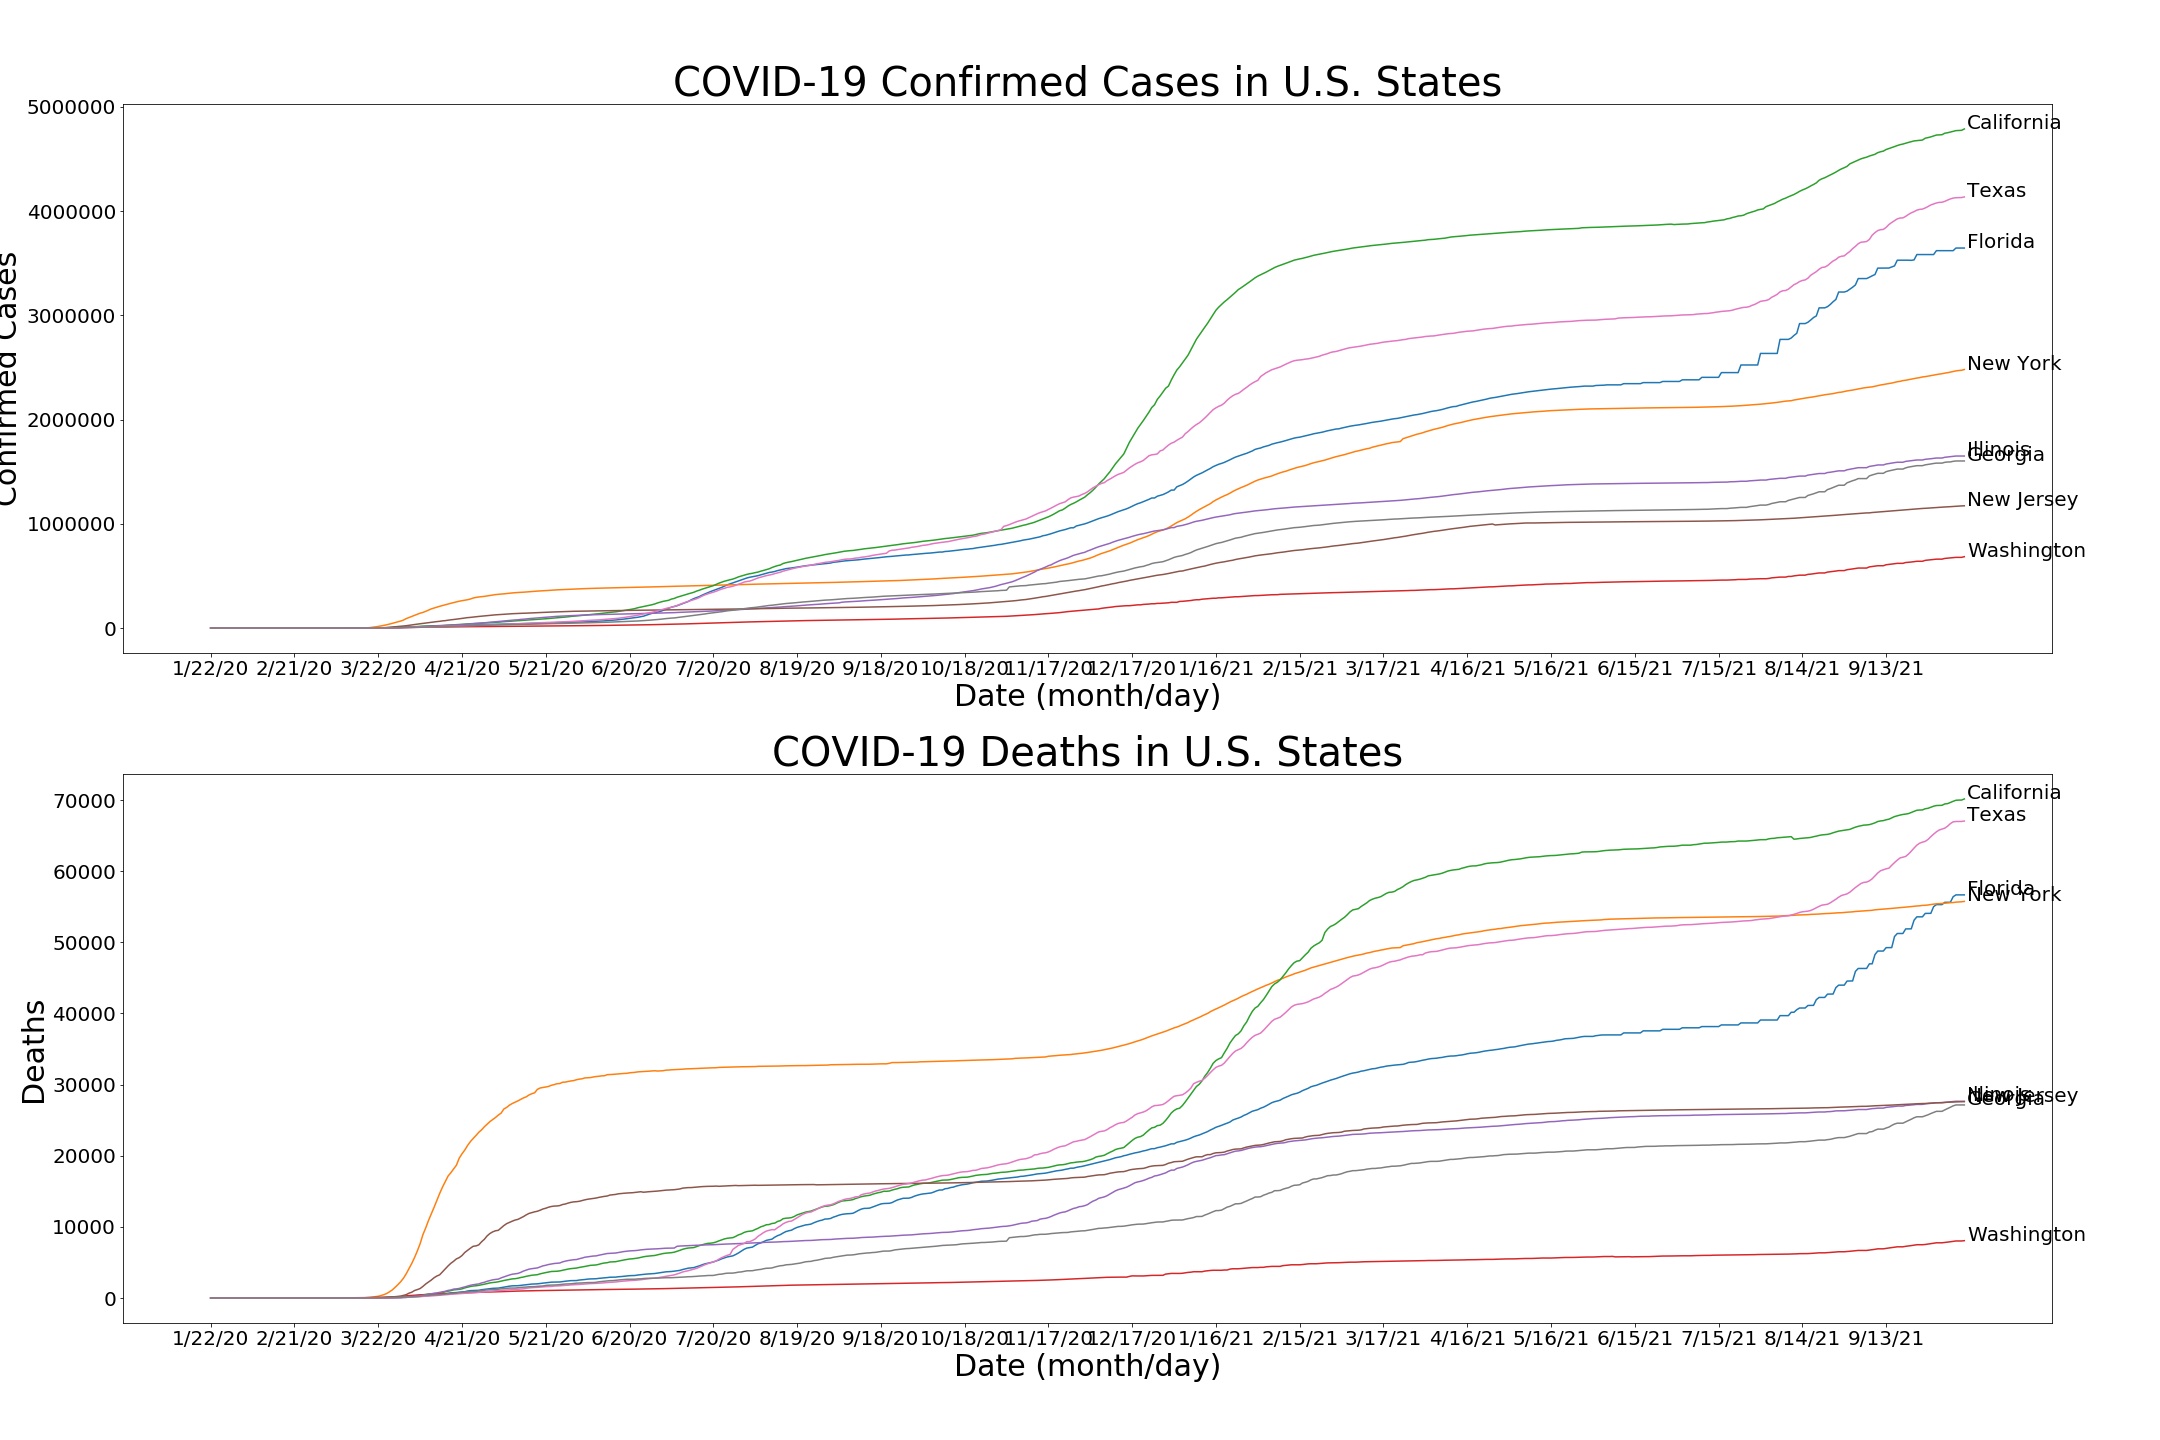 COVID-19 Confirmed Cases in U.S. States
Confirmed Cases
5000000
4000000
3000000
2000000
1000000
0
California
Texas
Florida
New York
Illinois
Georgia
New Jersey
Washington
1/22/20 2/21/20 3/22/20 4/21/20 5/21/20 6/20/20 7/20/20 8/19/20 9/18/20 10/18/20 11/17/20 12/17/20 1/16/21 2/15/21 3/17/21 4/16/21 5/16/21 6/15/21 7/15/21 8/14/21 9/13/21
Date (month/day)
COVID-19 Deaths in U.S. States
Deaths
70000
60000
50000
40000
30000
20000
10000
0
California
Texas
Florida
New York
Illinois
New Jersey
Georgia
Washington
1/22/20 2/21/20 3/22/20 4/21/20 5/21/20 6/20/20 7/20/20 8/19/20 9/18/20 10/18/20 11/17/20 12/17/20 1/16/21 2/15/21 3/17/21 4/16/21 5/16/21 6/15/21 7/15/21 8/14/21 9/13/21
Date (month/day)